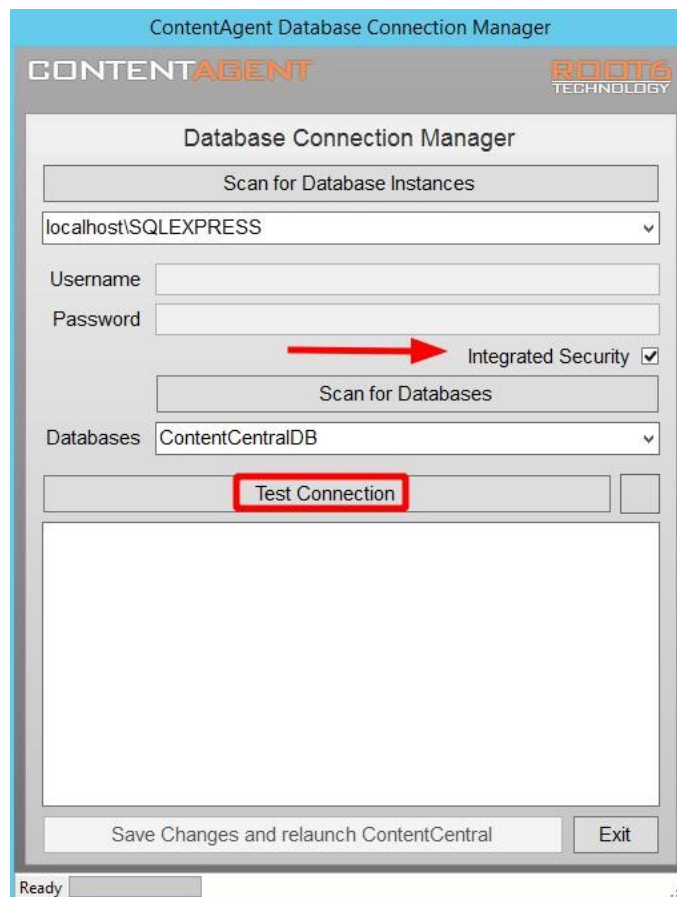 ContentAgent Database Connection Manager
CONTENTAGENT
ROOT6
TECHNOLOGY
Database Connection Manager
Scan for Database Instances
localhost\SQLEXPRESS
Username
Password
Integrated Security
Scan for Databases
Databases ContentCentralDB
Test Connection
Save Changes and relaunch ContentCentral Exit
Ready